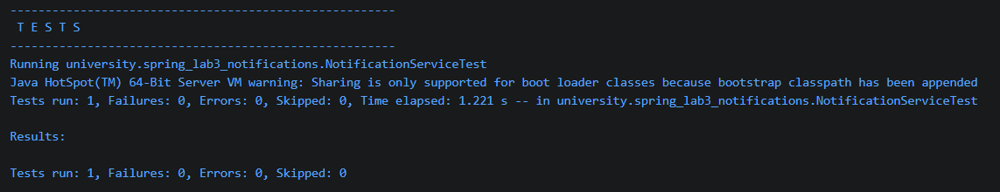 -------------------------------------------------------
T E S T S
-------------------------------------------------------
Running university.spring_lab3_notifications.NotificationServiceTest
Java HotSpot(TM) 64-Bit Server VM warning: Sharing is only supported for boot loader classes because bootstrap classpath has been appended
Tests run: 1, Failures: 0, Errors: 0, Skipped: 0, Time elapsed: 1.221 s -- in university.spring_lab3_notifications.NotificationServiceTest
Results:
Tests run: 1, Failures: 0, Errors: 0, Skipped: 0